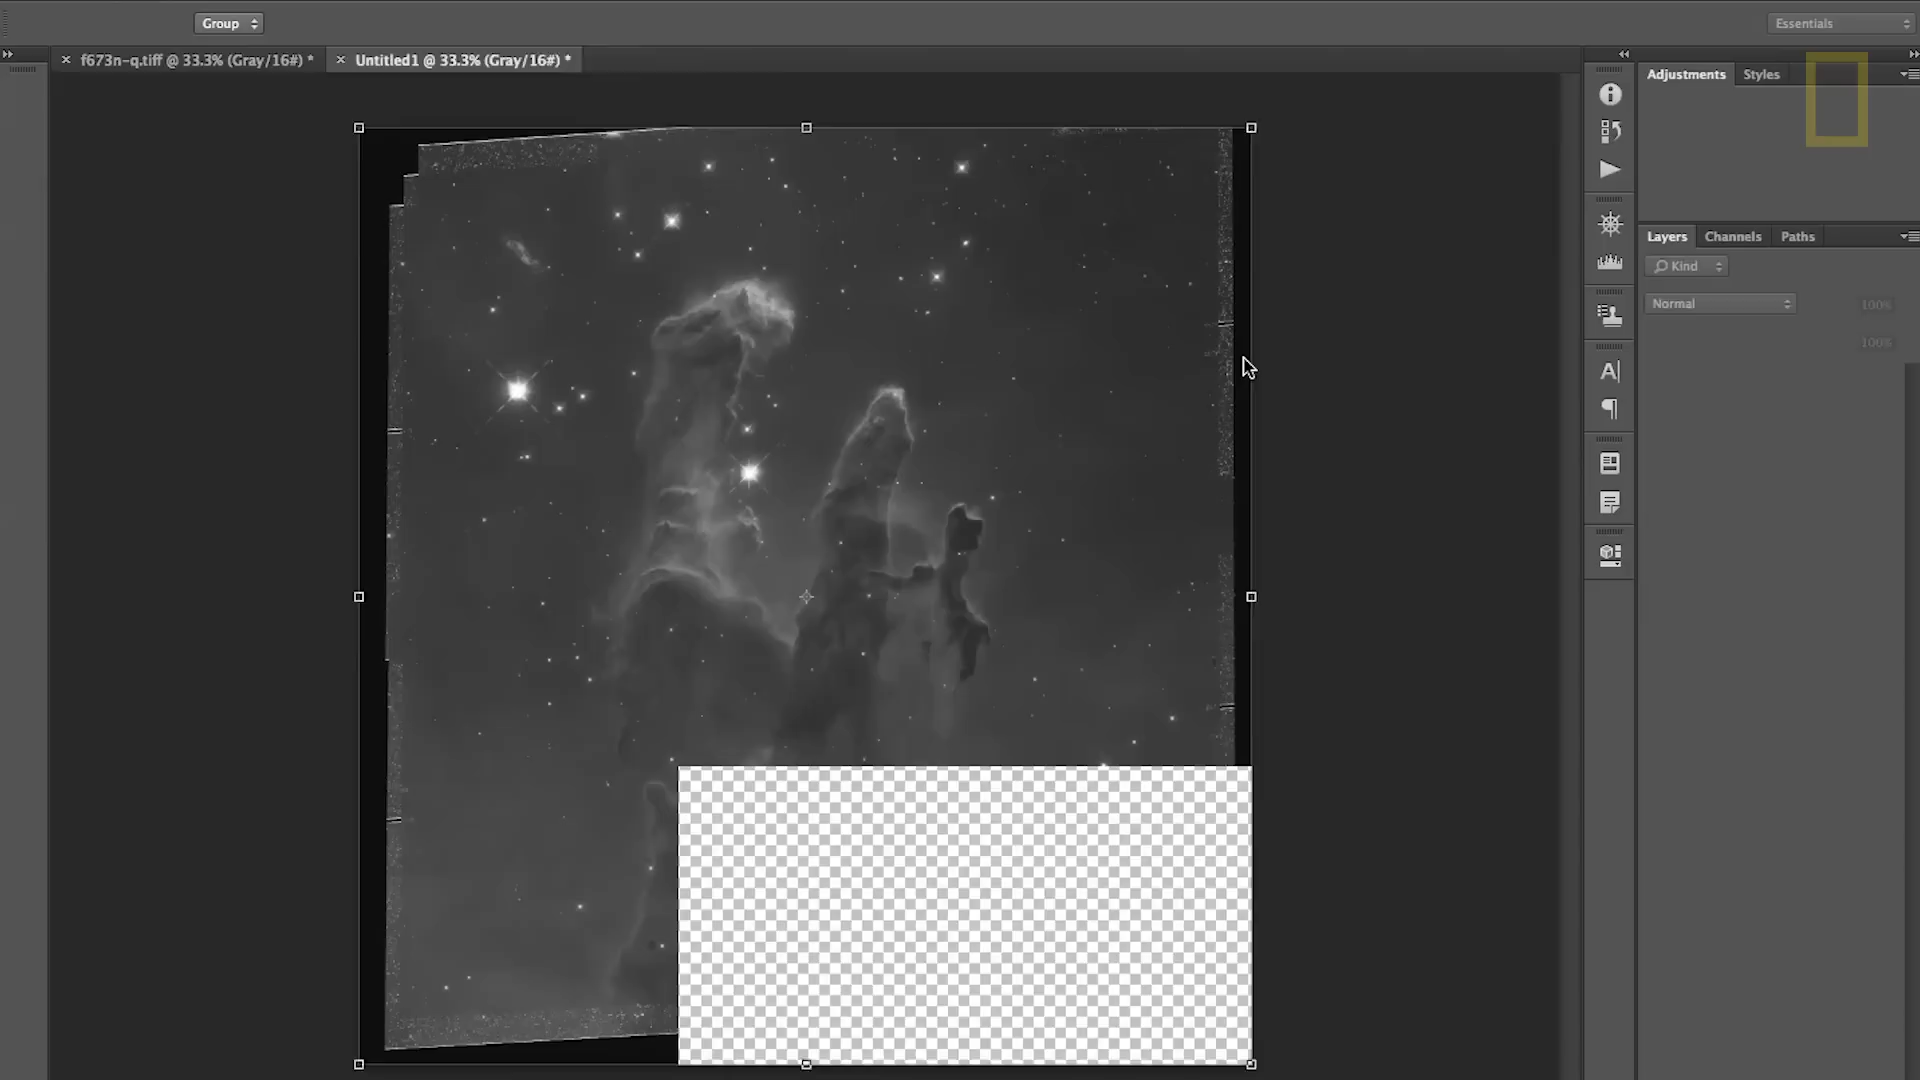 Group
Essentials
f673n-q.tiff @ 33.3% (Gray/16#) *
Untitled1 @ 33.3% (Gray/16#) *
Adjustments
Styles
Layers
Channels
Paths
Kind
Normal
100%
100%